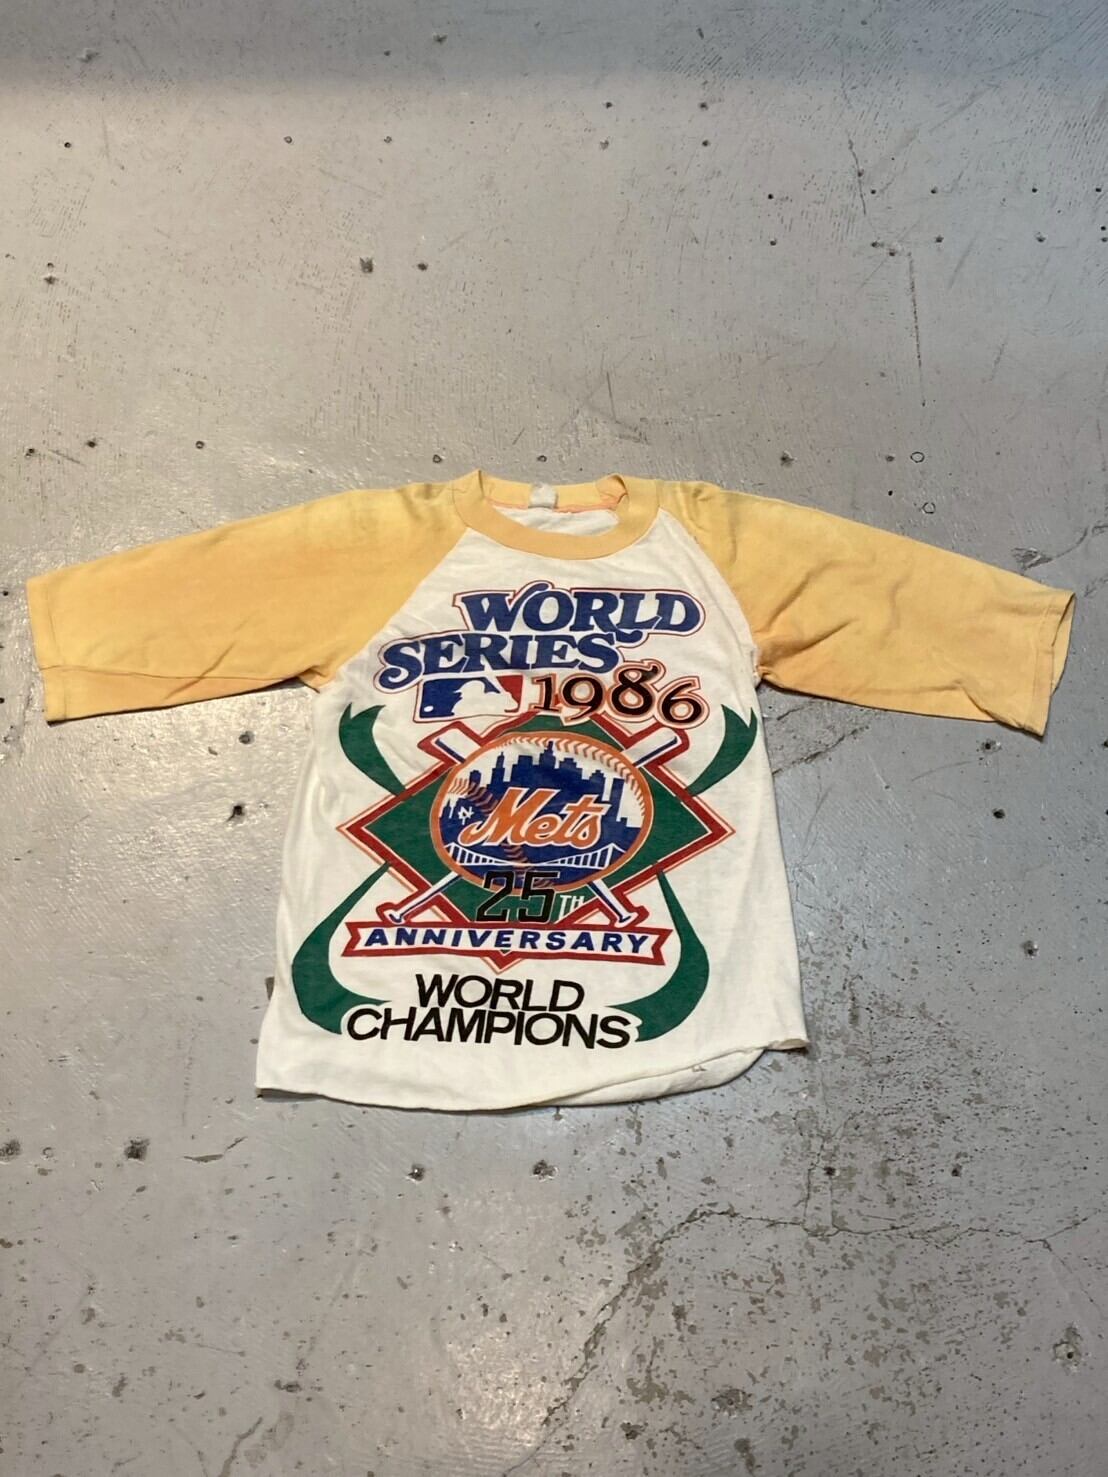 WORLD
SERIES
1986
Mets
25TH
ANNIVERSARY
WORLD
CHAMPIONS